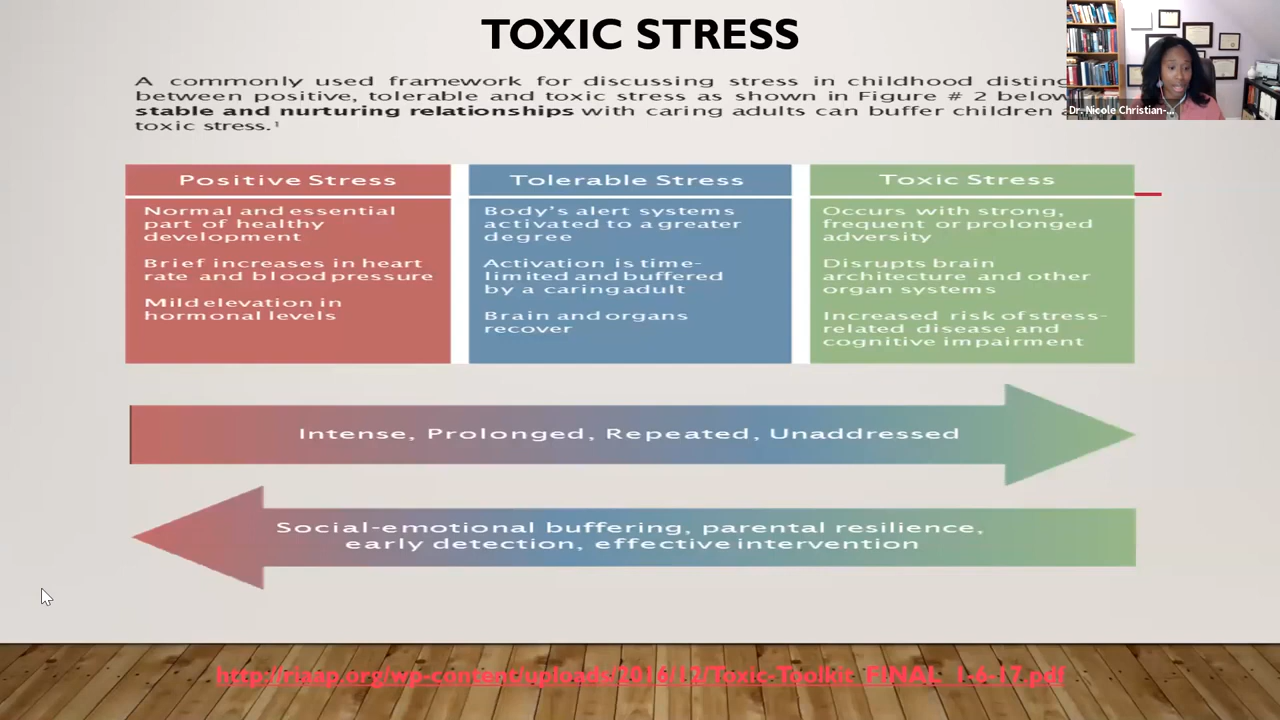 TOXIC STRESS
A commonly used framework for discussing stress in childhood
between positive, tolerable and toxic stress as shown in Figure # 2 below
stable and nurturing relationships with caring adults can buffer children
toxic stress.¹
Dr. Nicole Christian-...
Positive Stress
Normal and essential
part of healthy
development
Brief increases in heart
rate and blood pressure
Mild elevation in
hormonal levels
Tolerable Stress
Body's alert systems
activated to a greater
degree
Activation is time-
limited and buffered
by a caring adult
Brain and organs
recover
Toxic Stress
Occurs with strong,
frequent or prolonged
adversity
Disrupts brain
architecture and other
organ systems
Increased risk of stress-
related disease and
cognitive impairment
Intense, Prolonged, Repeated, Unaddressed
Social-emotional buffering, parental resilience,
early detection, effective intervention
http://riaap.org/wp-content/uploads/2016/12/Toxic-Toolkit_FINAL_1-6-17.pdf